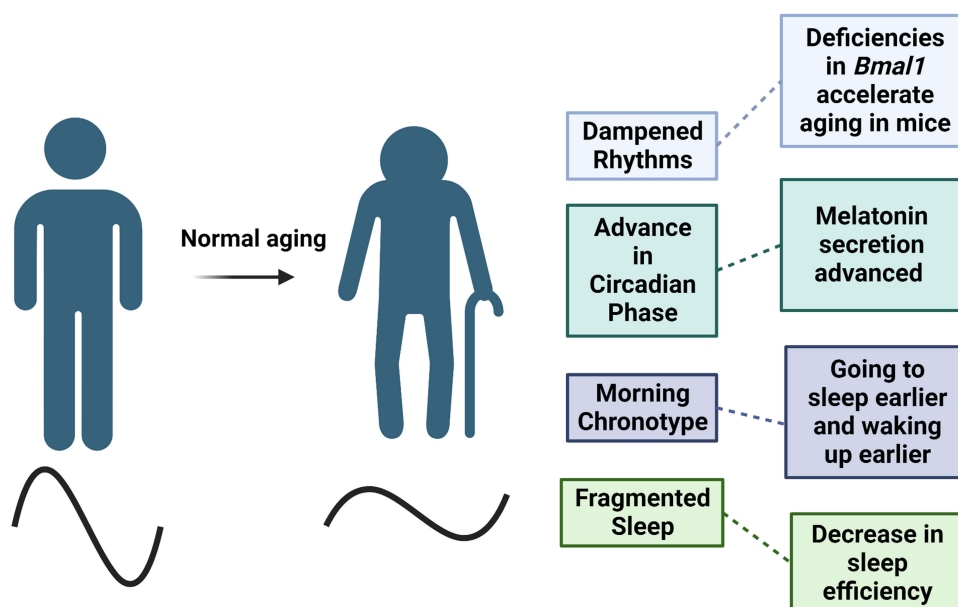 Normal aging
Dampened
Rhythms
Deficiencies
in Bmal1
accelerate
aging in mice
Advance
in
Circadian
Phase
Melatonin
secretion
advanced
Morning
Chronotype
Going to
sleep earlier
and waking
up earlier
Fragmented
Sleep
Decrease in
sleep
efficiency